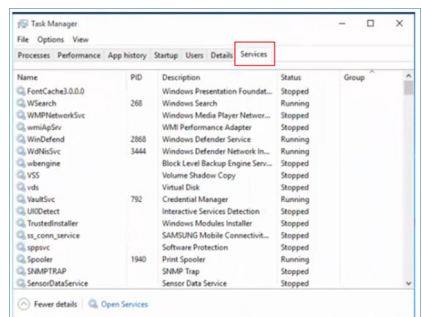 Task Manager
File Options View
Processes Performance App history Startup Users Details Services
Name PID Description Status Group
FontCache3.0.0.0 Windows Presentation Foundat... Stopped
WSearch 268 Windows Search Running
WMPNetworkSvc Windows Media Player Networ... Stopped
wmiApSrv WMI Performance Adapter Stopped
WinDefend 2868 Windows Defender Service Running
WdNisSvc 3444 Windows Defender Network In... Running
wbengine Block Level Backup Engine Serv... Stopped
VSS Volume Shadow Copy Stopped
vds Virtual Disk Stopped
VaultSvc 792 Credential Manager Running
UI0Detect Interactive Services Detection Stopped
TrustedInstaller Windows Modules Installer Stopped
ss_conn_service SAMSUNG Mobile Connectivit... Stopped
sppsvc Software Protection Stopped
Spooler 1940 Print Spooler Running
SNMPTRAP SNMP Trap Stopped
SensorDataService Sensor Data Service Stopped
Fewer details Open Services